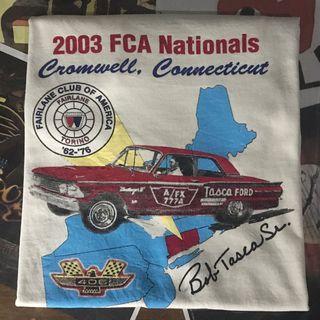 2003 FCA Nationals
Cromwell, Connecticut
FAIRLANE CLUB OF AMERICA
FAIRLANE
TORINO
'62-'76
A/FX
777A
Tasca FORD
Bob Tasca Sr.
406